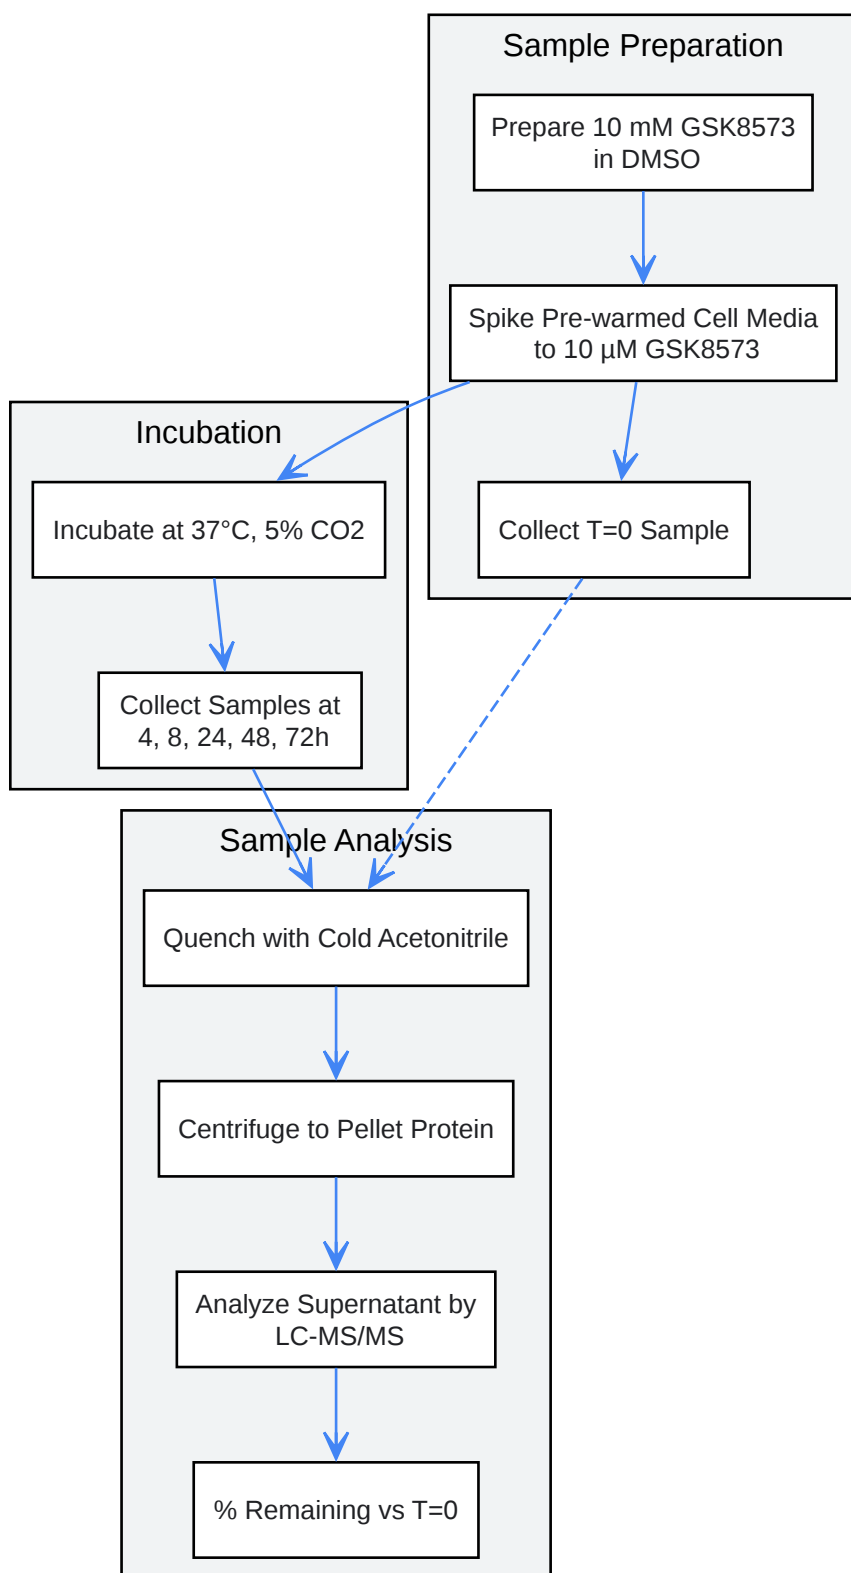 Sample Preparation
Prepare 10 mM GSK8573
in DMSO
Spike Pre-warmed Cell Media
to 10 µM GSK8573
Collect T=0 Sample
Incubation
Incubate at 37°C, 5% CO2
Collect Samples at
4, 8, 24, 48, 72h
Sample Analysis
Quench with Cold Acetonitrile
Centrifuge to Pellet Protein
Analyze Supernatant by
LC-MS/MS
% Remaining vs T=0